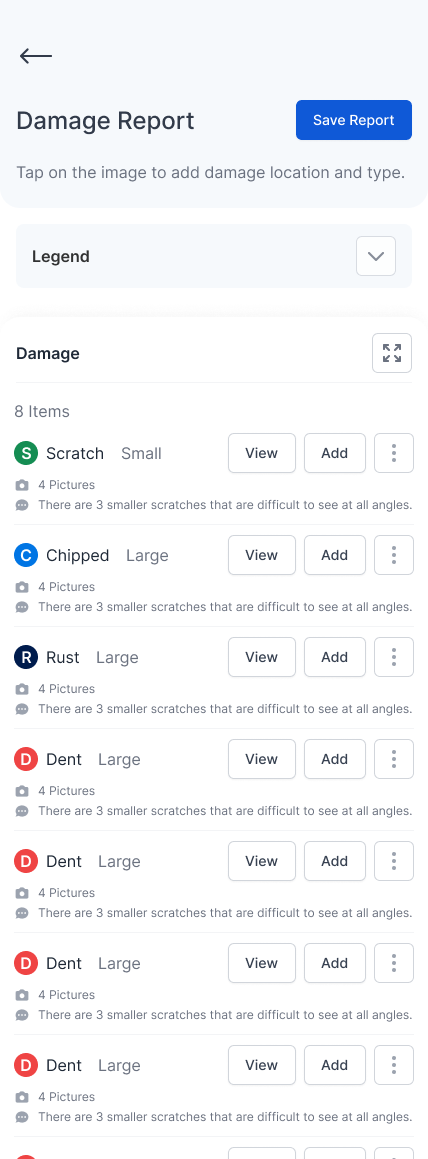 Damage Report
Save Report
Tap on the image to add damage location and type.
Legend
Damage
8 Items
S Scratch Small View Add
4 Pictures
There are 3 smaller scratches that are difficult to see at all angles.
C Chipped Large View Add
4 Pictures
There are 3 smaller scratches that are difficult to see at all angles.
R Rust Large View Add
4 Pictures
There are 3 smaller scratches that are difficult to see at all angles.
D Dent Large View Add
4 Pictures
There are 3 smaller scratches that are difficult to see at all angles.
D Dent Large View Add
4 Pictures
There are 3 smaller scratches that are difficult to see at all angles.
D Dent Large View Add
4 Pictures
There are 3 smaller scratches that are difficult to see at all angles.
D Dent Large View Add
4 Pictures
There are 3 smaller scratches that are difficult to see at all angles.